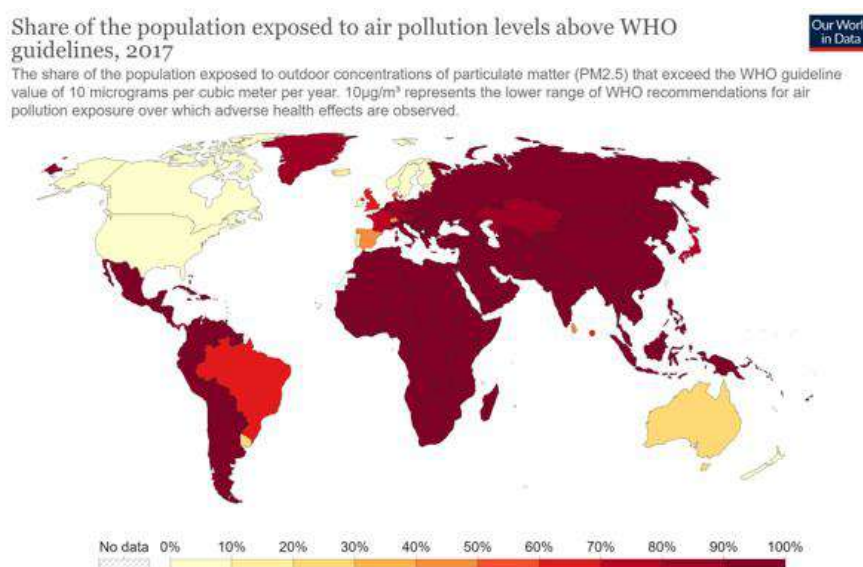 Share of the population exposed to air pollution levels above WHO
guidelines, 2017
Our World
in Data
The share of the population exposed to outdoor concentrations of particulate matter (PM2.5) that exceed the WHO guideline
value of 10 micrograms per cubic meter per year. 10µg/m³ represents the lower range of WHO recommendations for air
pollution exposure over which adverse health effects are observed.
No data 0% 10% 20% 30% 40% 50% 60% 70% 80% 90% 100%